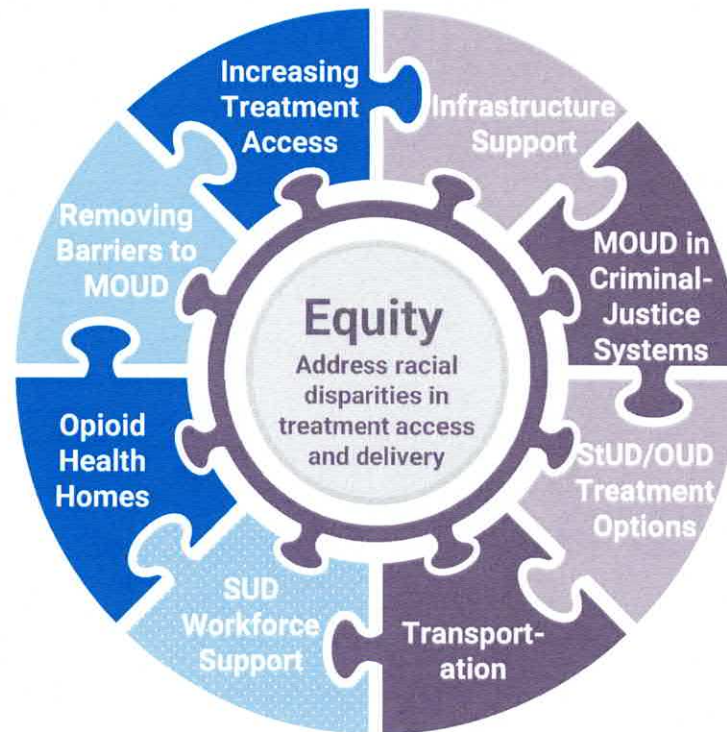 Increasing
Treatment
Access
Infrastructure
Support
MOUD in
Criminal-
Justice
Systems
StUD/OUD
Treatment
Options
Transport-
ation
SUD
Workforce
Support
Opioid
Health
Homes
Removing
Barriers to
MOUD
Equity
Address racial
disparities in
treatment access
and delivery